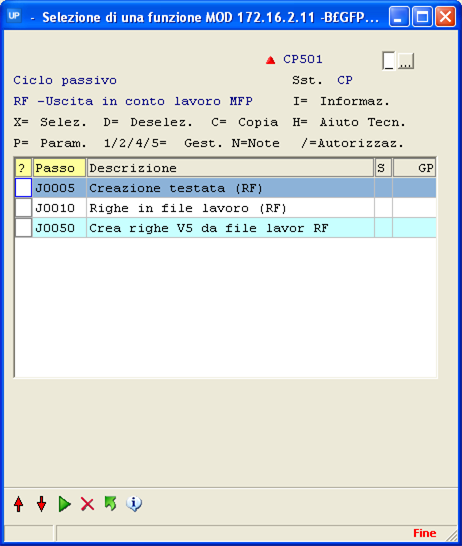 UP - Selezione di una funzione MOD 172.16.2.11 -B£GFP...
CP501
...
Ciclo passivo Sst. CP
RF -Uscita in conto lavoro MFP I= Informaz.
X= Selez. D= Deselez. C= Copia H= Aiuto Tecn.
P= Param. 1/2/4/5= Gest. N=Note /=Autorizzaz.
? Passo Descrizione S GP
J0005 Creazione testata (RF)
J0010 Righe in file lavoro (RF)
J0050 Crea righe V5 da file lavor RF
Fine